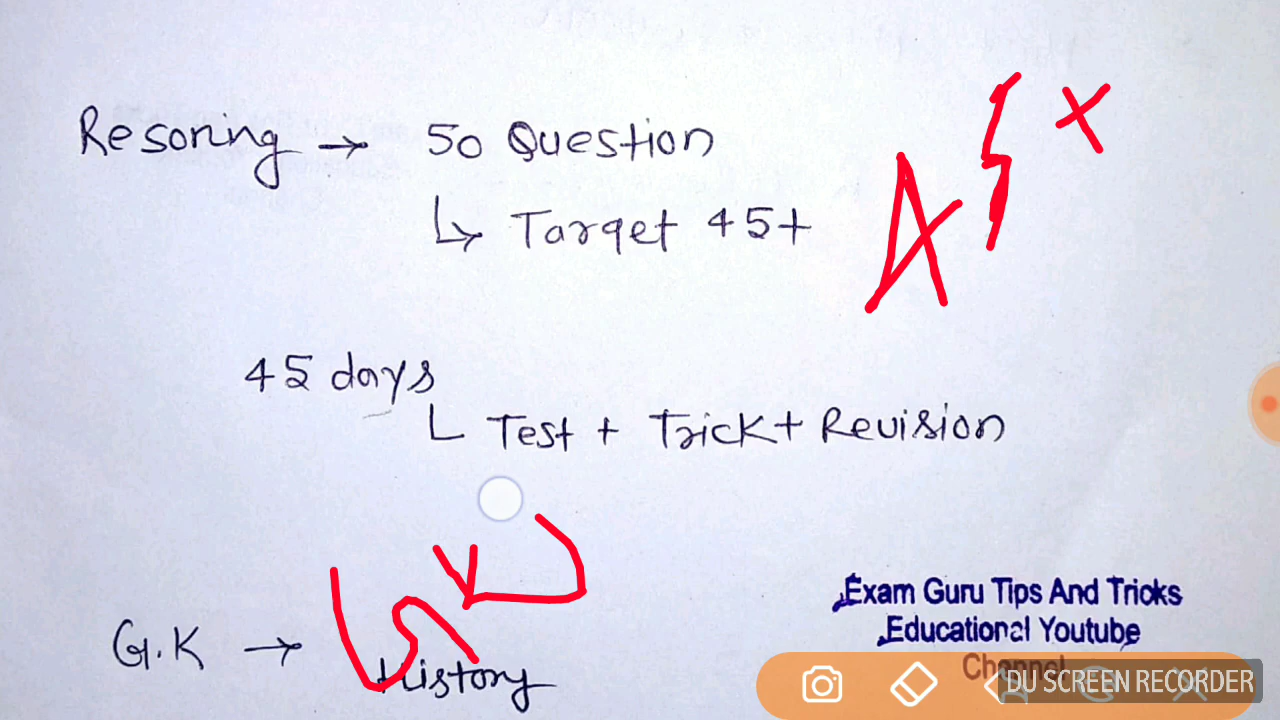 Resoning → 50 Question
↳ Target 45+
45 days
└ Test + Trick + Revision
G.K → History
Exam Guru Tips And Tricks
Educational Youtube
Channel
DU SCREEN RECORDER